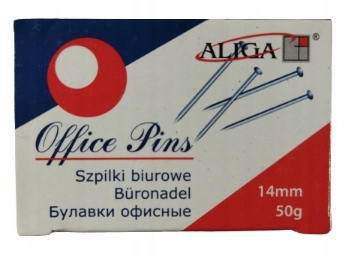 ALIGA ®
Office Pins
Szpilki biurowe
Büronadel
Булавки офисные
14mm
50g